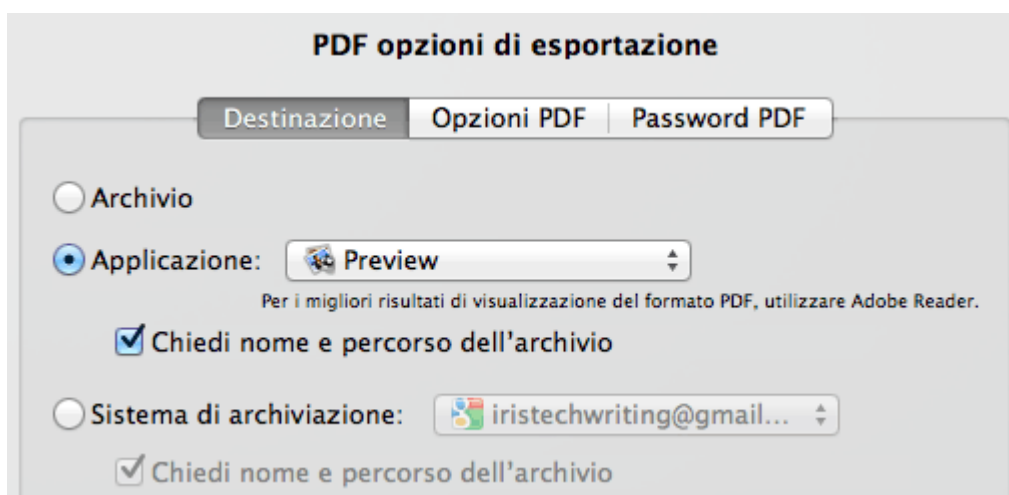 PDF opzioni di esportazione
Destinazione Opzioni PDF Password PDF
Archivio
Applicazione: Preview
Per i migliori risultati di visualizzazione del formato PDF, utilizzare Adobe Reader.
Chiedi nome e percorso dell'archivio
Sistema di archiviazione: iristechwriting@gmail...
Chiedi nome e percorso dell'archivio